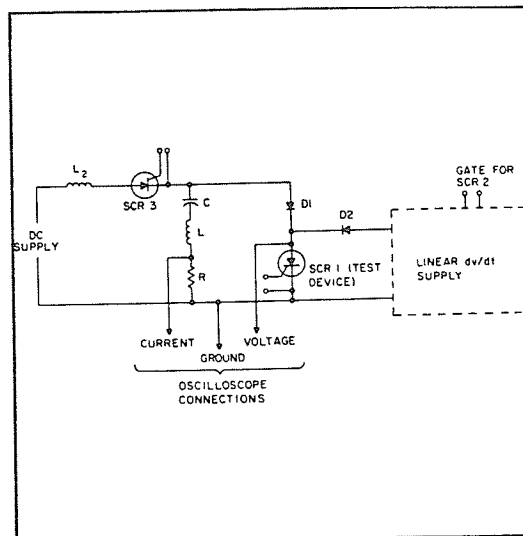 L2
SCR 3
C
L
R
DC
SUPPLY
D1
D2
GATE FOR
SCR 2
LINEAR dv/dt
SUPPLY
SCR 1 (TEST
DEVICE)
CURRENT
GROUND
VOLTAGE
OSCILLOSCOPE
CONNECTIONS